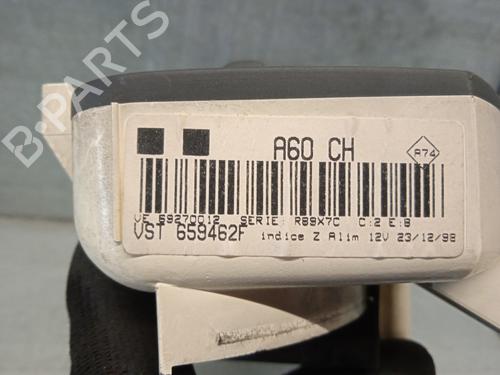 B-PARTS
A60 CH
R74
VE 69270012 SERIE: R89X7C C:2 E:8
VST 659462F indice Z Alim 12V 23/12/98